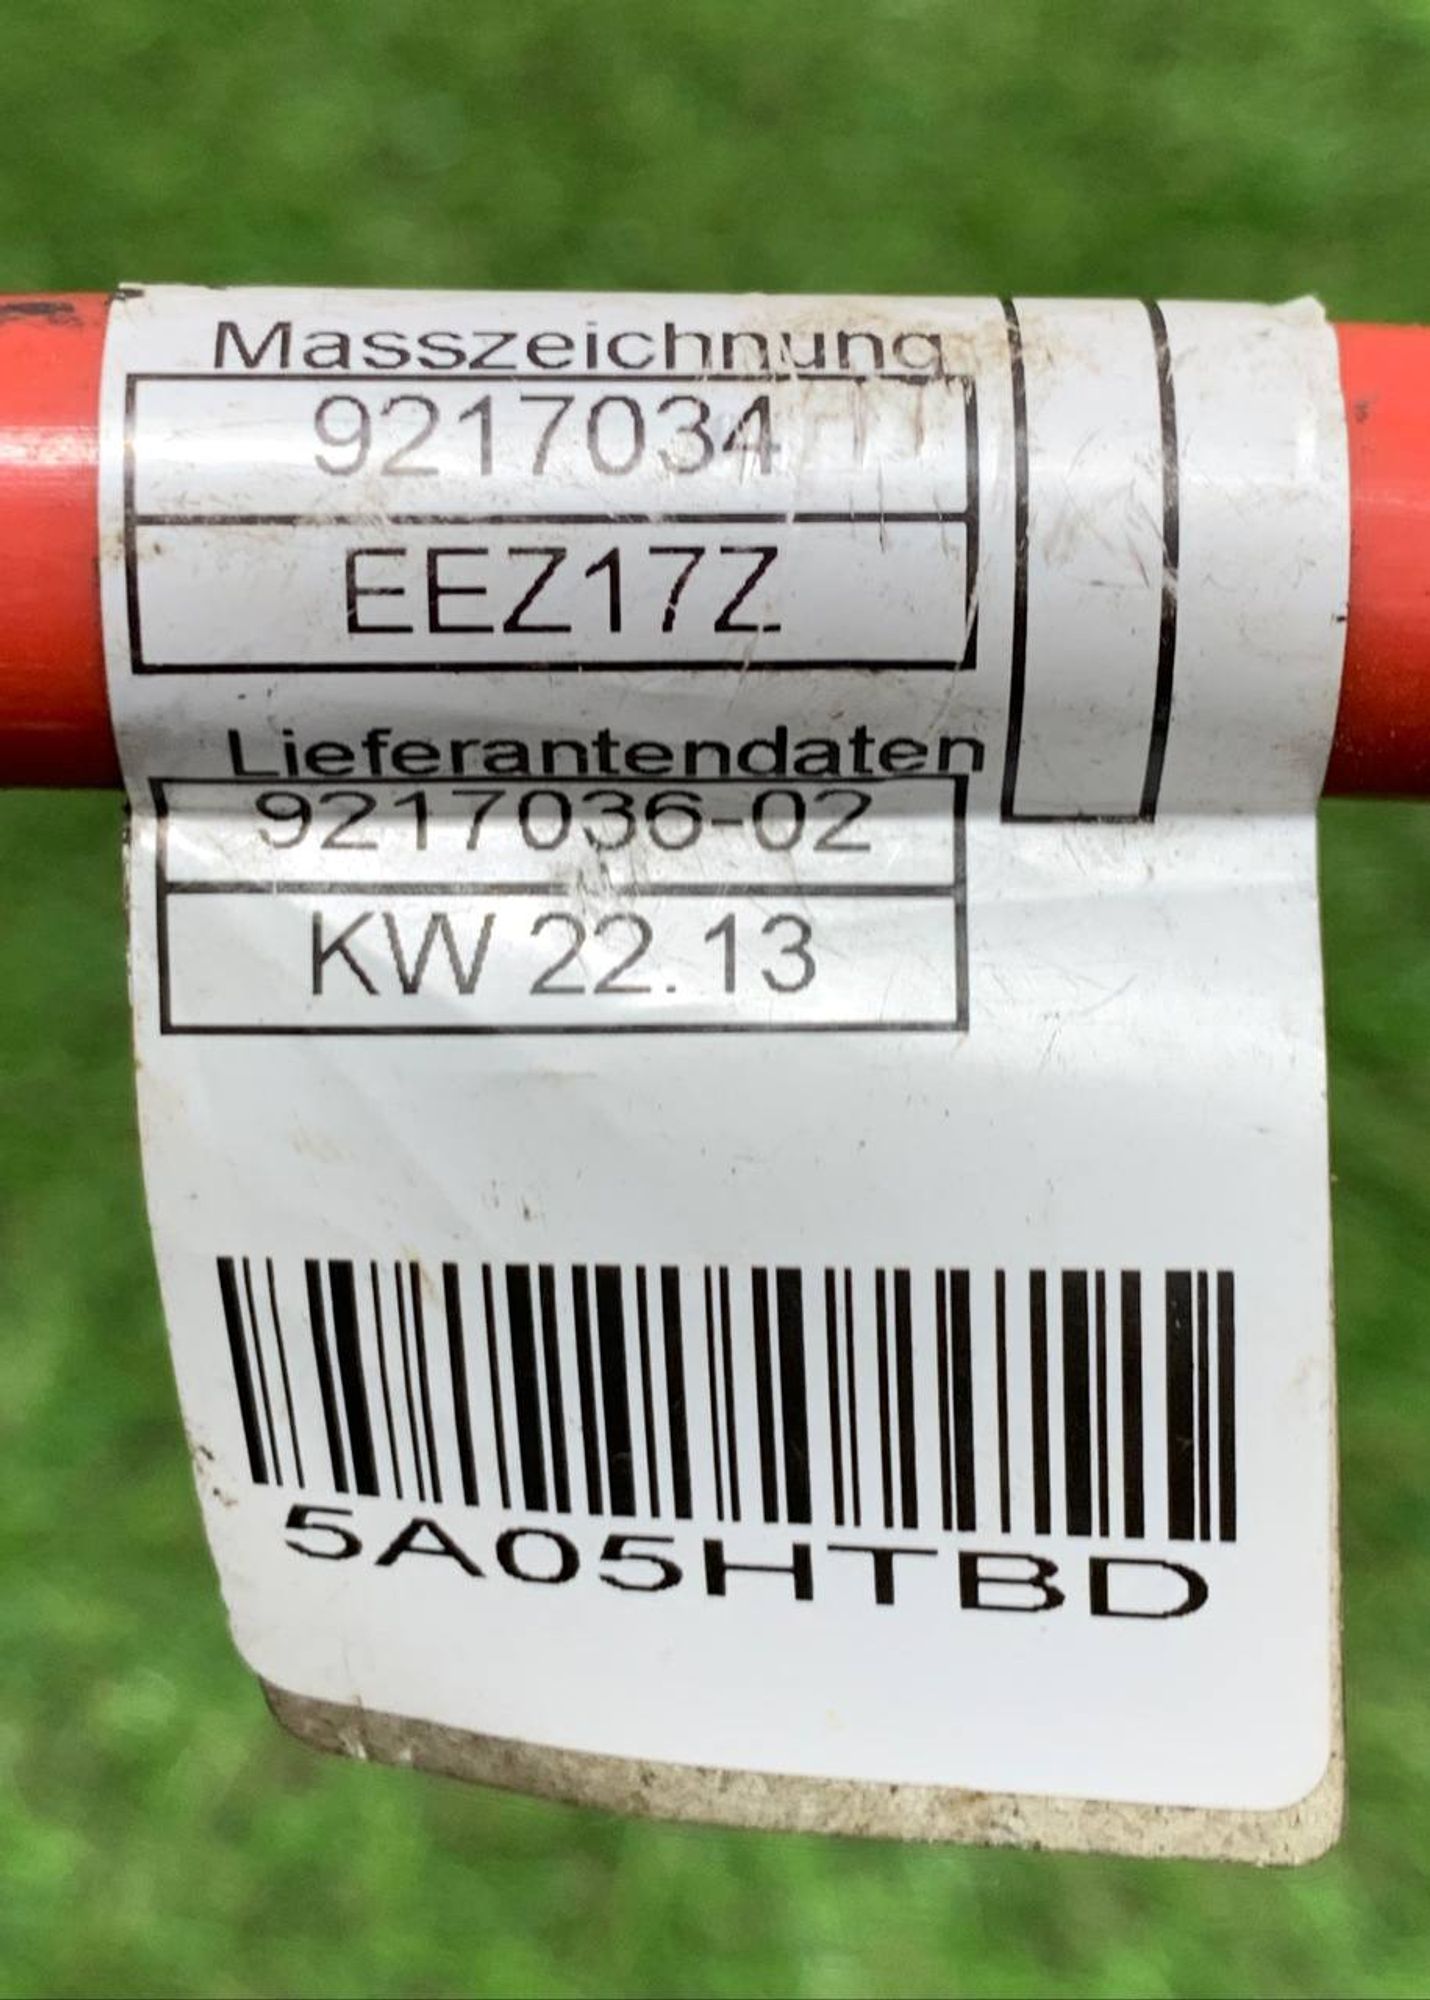 Masszeichnung
9217034
EEZ17Z
Lieferantendaten
9217036-02
KW 22.13
5A05HTBD